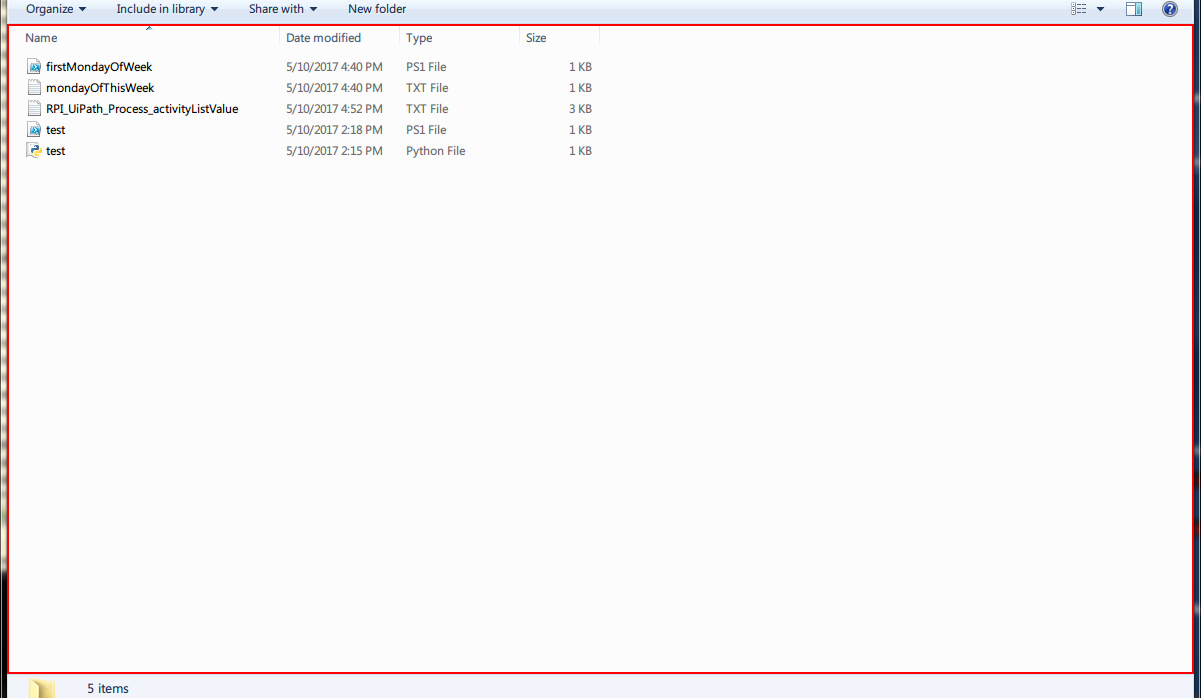 Organize Include in library Share with New folder
Name Date modified Type Size
firstMondayOfWeek 5/10/2017 4:40 PM PS1 File 1 KB
mondayOfThisWeek 5/10/2017 4:40 PM TXT File 1 KB
RPI_UiPath_Process_activityListValue 5/10/2017 4:52 PM TXT File 3 KB
test 5/10/2017 2:18 PM PS1 File 1 KB
test 5/10/2017 2:15 PM Python File 1 KB
5 items